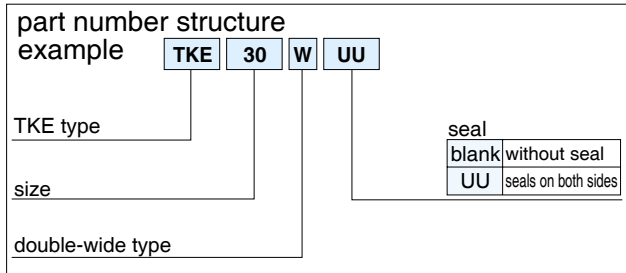 part number structure
example TKE 30 W UU
TKE type
seal
blank without seal
UU seals on both sides
size
double-wide type